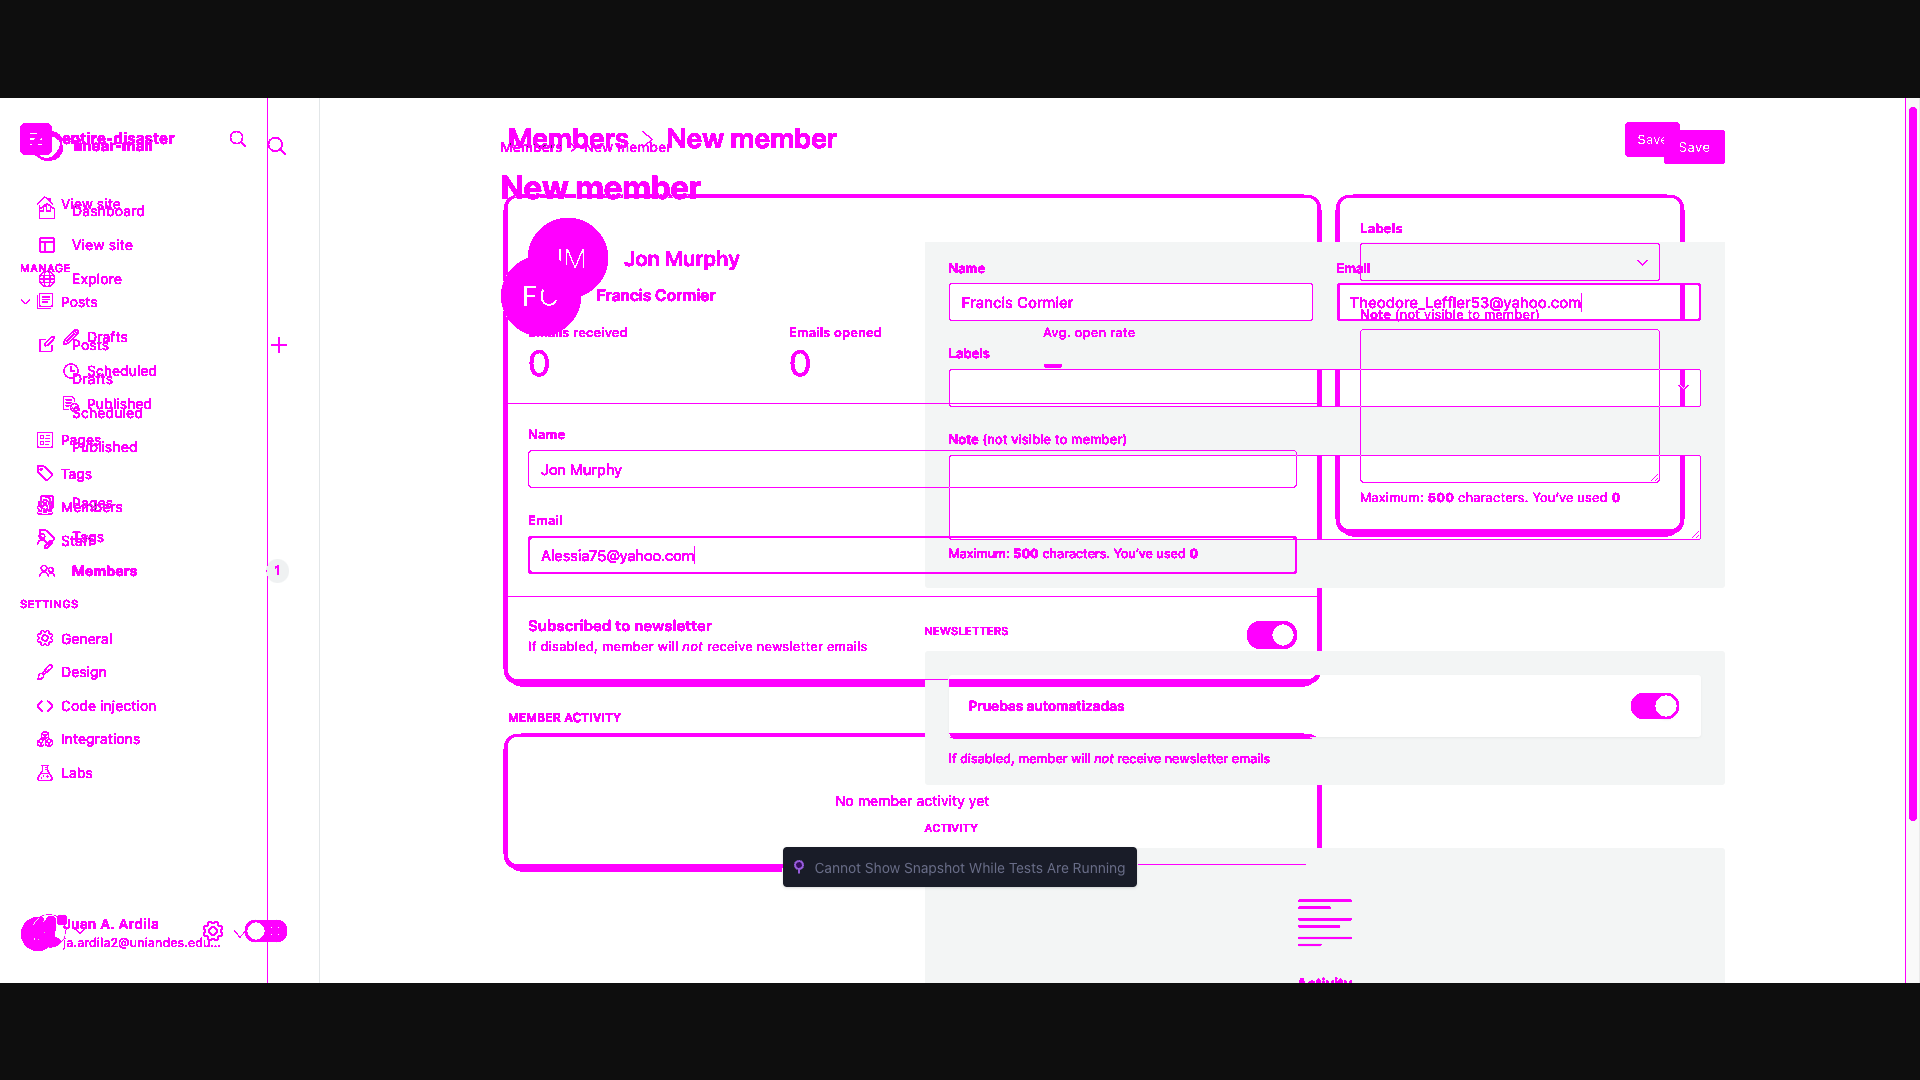 entire-disaster
linear-mail
Members > New member
Members > New member
Save
Save
New member
View site
Dashboard
View site
MANAGE
Explore
Posts
Drafts
Posts
Scheduled
Drafts
Published
Scheduled
Pages
Published
Tags
Pages
Members
Tags
Staff
Members
1
SETTINGS
General
Design
Code injection
Integrations
Labs
Juan A. Ardila
ja.ardila2@uniandes.edu...
JM
Jon Murphy
FC
Francis Cormier
Emails received
0
Emails opened
0
Avg. open rate
Name
Jon Murphy
Email
Alessia75@yahoo.com
Subscribed to newsletter
If disabled, member will not receive newsletter emails
MEMBER ACTIVITY
No member activity yet
Labels
Note (not visible to member)
Maximum: 500 characters. You've used 0
Name
Francis Cormier
Email
Theodore_Leffler53@yahoo.com
Labels
Note (not visible to member)
Maximum: 500 characters. You've used 0
NEWSLETTERS
Pruebas automatizadas
If disabled, member will not receive newsletter emails
ACTIVITY
Cannot Show Snapshot While Tests Are Running
Activity